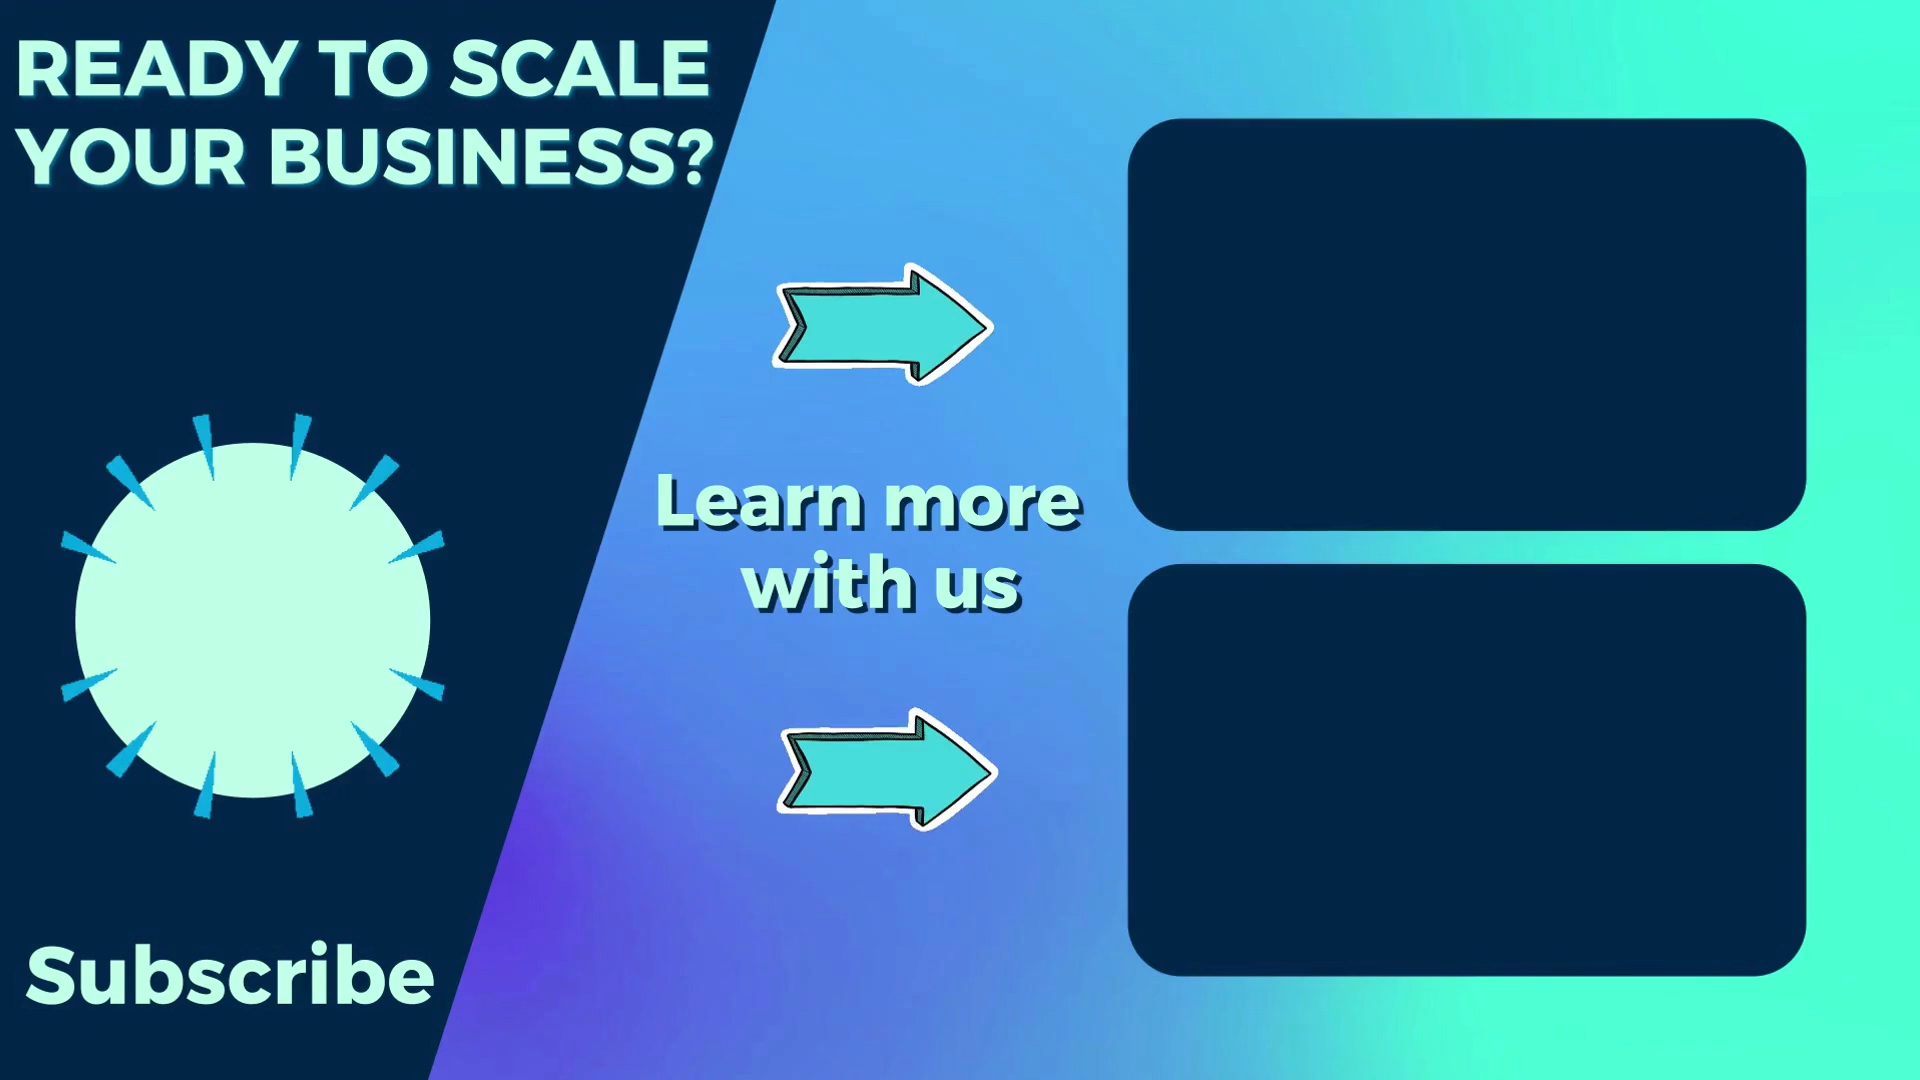 READY TO SCALE
YOUR BUSINESS?
Learn more
with us
Subscribe